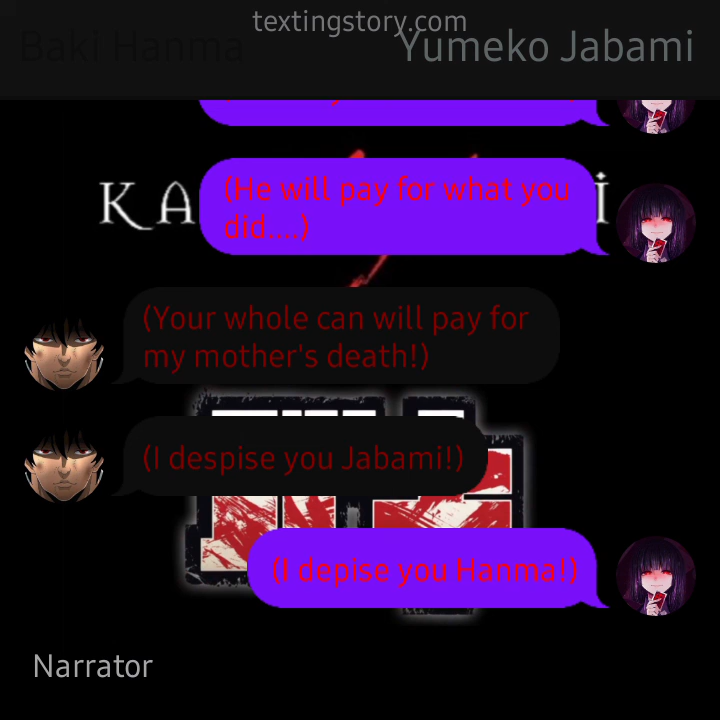 textingstory.com
Baki Hanma
Yumeko Jabami
KA
i
(He will pay for what you
did....)
(Your whole can will pay for
my mother's death!)
(I despise you Jabami!)
(I depise you Hanma!)
Narrator